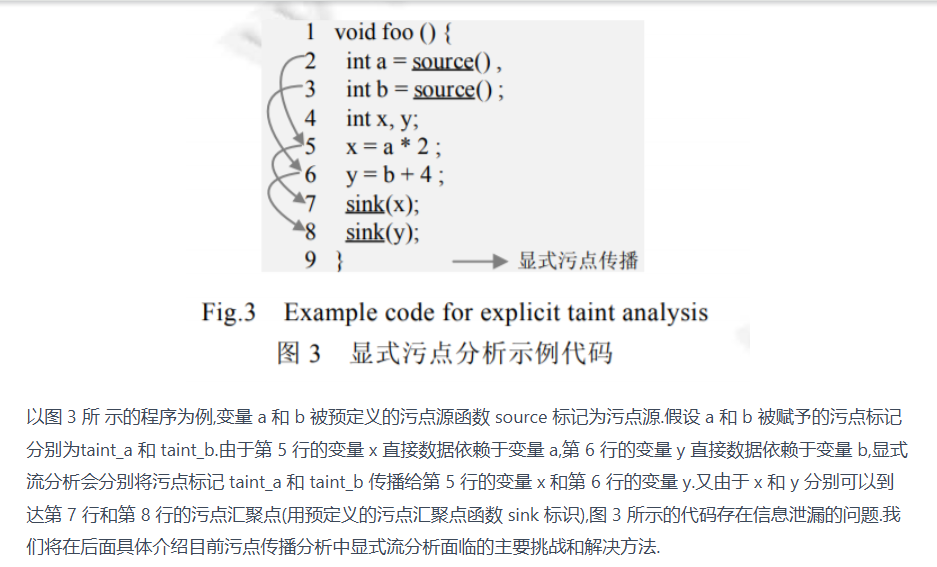 1 void foo () {
2 int a = source() ,
3 int b = source() ;
4 int x, y;
5 x = a * 2 ;
6 y = b + 4 ;
7 sink(x);
8 sink(y);
9 }
显式污点传播
Fig.3 Example code for explicit taint analysis
图 3 显式污点分析示例代码
以图 3 所 示的程序为例,变量 a 和 b 被预定义的污点源函数 source 标记为污点源.假设 a 和 b 被赋予的污点标记
分别为taint_a 和 taint_b.由于第 5 行的变量 x 直接数据依赖于变量 a,第 6 行的变量 y 直接数据依赖于变量 b,显式
流分析会分别将污点标记 taint_a 和 taint_b 传播给第 5 行的变量 x 和第 6 行的变量 y.又由于 x 和 y 分别可以到
达第 7 行和第 8 行的污点汇聚点(用预定义的污点汇聚点函数 sink 标识),图 3 所示的代码存在信息泄漏的问题.我
们将在后面具体介绍目前污点传播分析中显式流分析面临的主要挑战和解决方法.